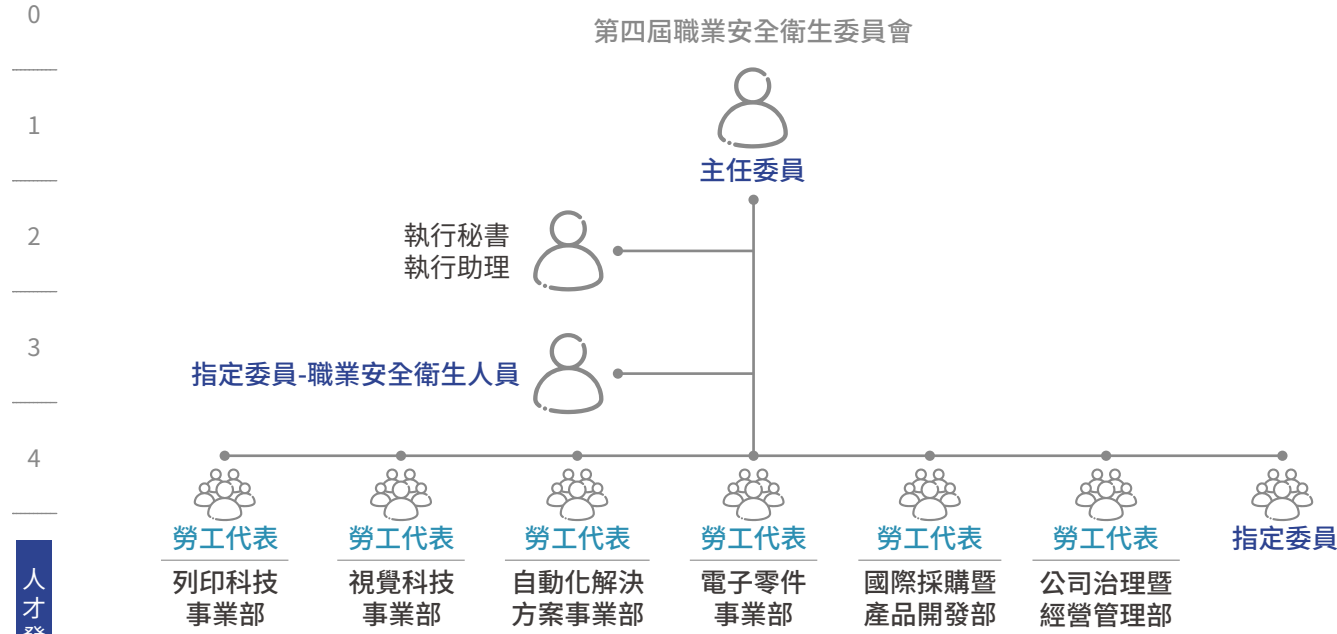 0
第四屆職業安全衛生委員會
1
主任委員
2
執行秘書
執行助理
3
指定委員-職業安全衛生人員
4
勞工代表
列印科技
事業部
勞工代表
視覺科技
事業部
勞工代表
自動化解決
方案事業部
勞工代表
電子零件
事業部
勞工代表
國際採購暨
產品開發部
勞工代表
公司治理暨
經營管理部
指定委員
人才